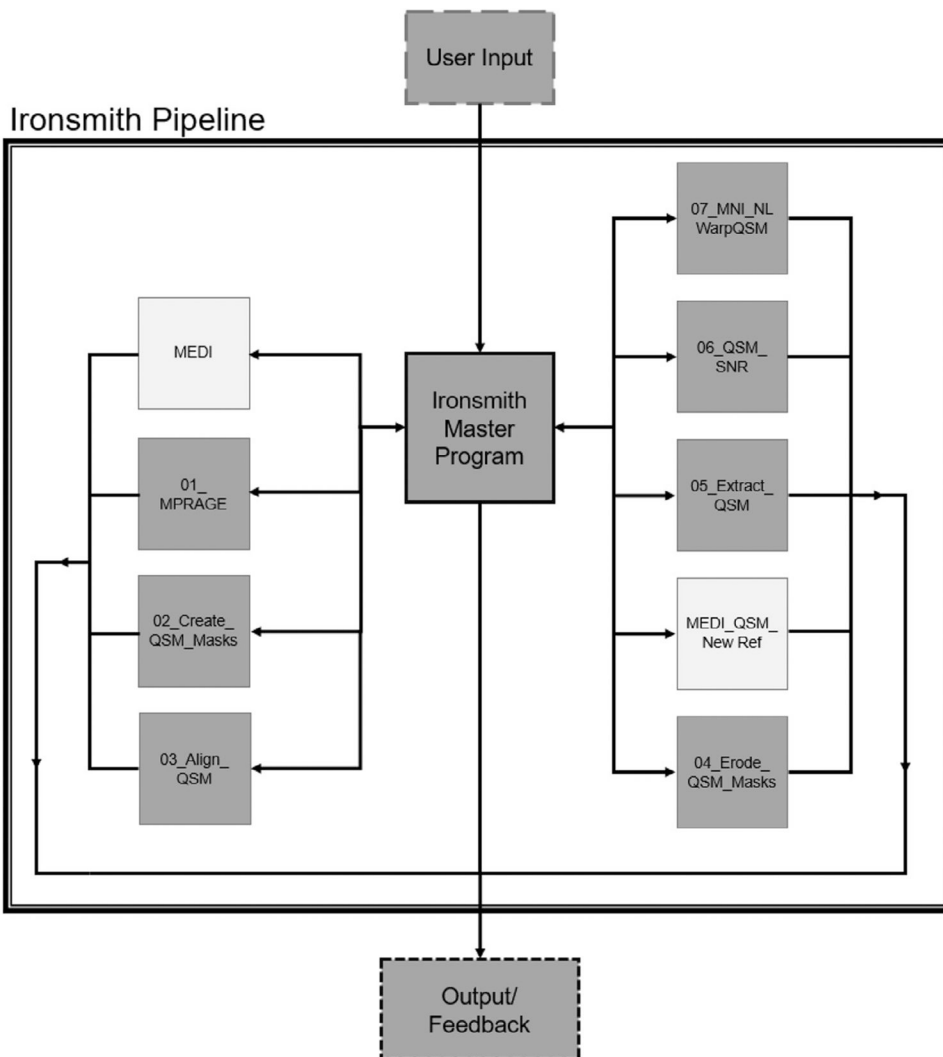 User Input
Ironsmith Pipeline
MEDI
01_
MPRAGE
02_Create_
QSM_Masks
03_Align_
QSM
Ironsmith
Master
Program
07_MNI_NL
WarpQSM
06_QSM_
SNR
05_Extract_
QSM
MEDI_QSM_
New Ref
04_Erode_
QSM_Masks
Output/
Feedback